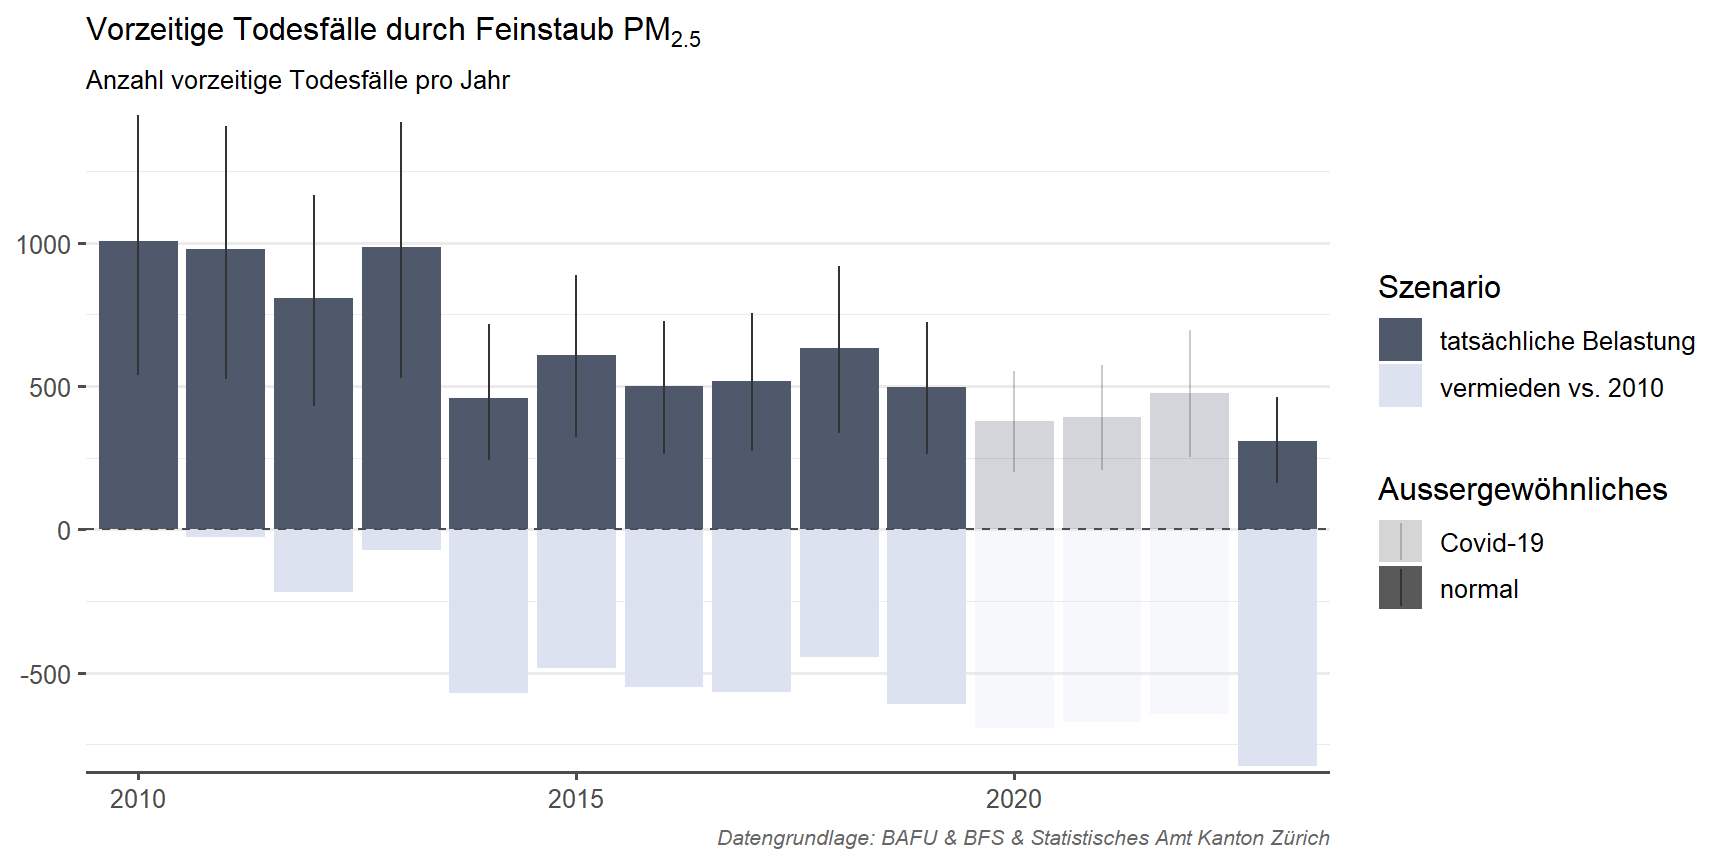 Vorzeitige Todesfälle durch Feinstaub PM2.5
Anzahl vorzeitige Todesfälle pro Jahr
1000
500
0
-500
2010
2015
2020
Szenario
tatsächliche Belastung
vermieden vs. 2010
Aussergewöhnliches
Covid-19
normal
Datengrundlage: BAFU & BFS & Statistisches Amt Kanton Zürich